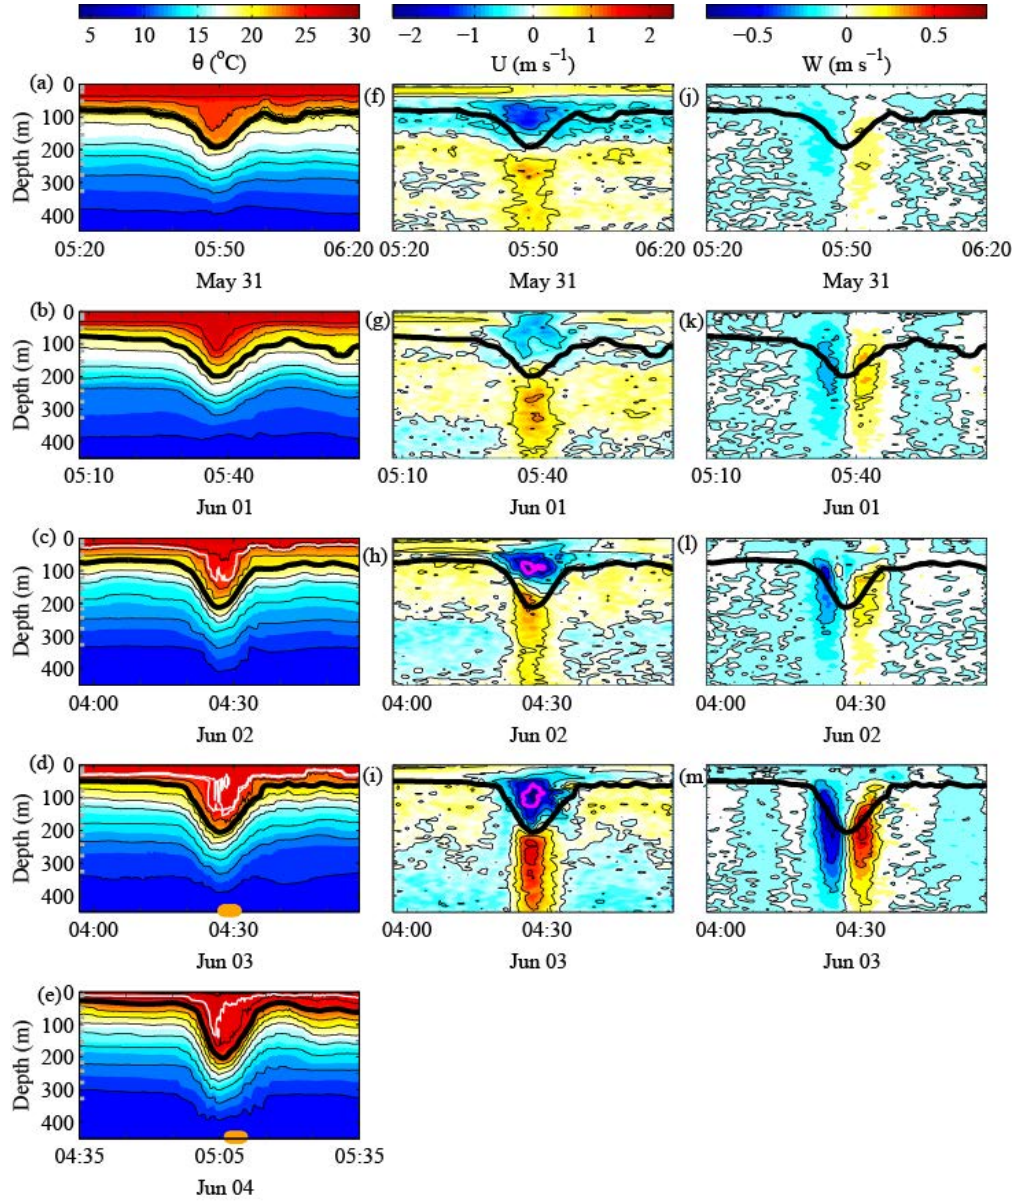 5 10 15 20 25 30 −2 −1 0 1 2 −0.5 0 0.5
θ (°C) U (m s⁻¹) W (m s⁻¹)
(a) (f) (j)
0
100
200
300
400
Depth (m)
05:20 05:50 06:20 05:20 05:50 06:20 05:20 05:50 06:20
May 31 May 31 May 31
(b) (g) (k)
0
100
200
300
400
Depth (m)
05:10 05:40 05:10 05:40 05:10 05:40
Jun 01 Jun 01 Jun 01
(c) (h) (l)
0
100
200
300
400
Depth (m)
04:00 04:30 04:00 04:30 04:00 04:30
Jun 02 Jun 02 Jun 02
(d) (i) (m)
0
100
200
300
400
Depth (m)
04:00 04:30 04:00 04:30 04:00 04:30
Jun 03 Jun 03 Jun 03
(e)
0
100
200
300
400
Depth (m)
04:35 05:05 05:35
Jun 04